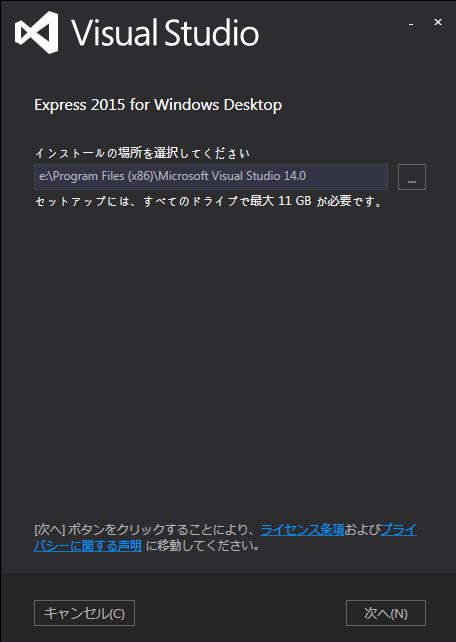 Visual Studio
Express 2015 for Windows Desktop
インストールの場所を選択してください
e:\Program Files (x86)\Microsoft Visual Studio 14.0
...
セットアップには、すべてのドライブで最大 11 GB が必要です。
[次へ] ボタンをクリックすることにより、ライセンス条項およびプライ
バシーに関する声明 に移動してください。
キャンセル(C)
次へ(N)